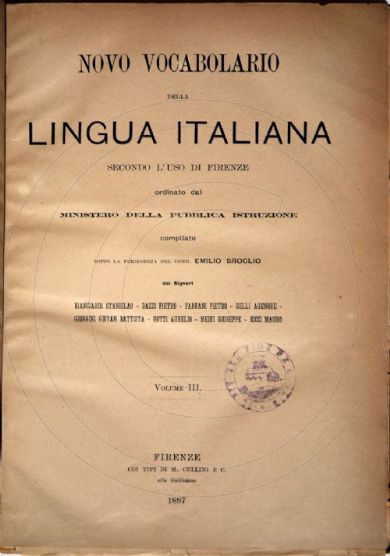 NOVO VOCABOLARIO
DELLA
LINGUA ITALIANA
SECONDO L'USO DI FIRENZE
ordinato dal
MINISTERO DELLA PUBBLICA ISTRUZIONE
compilato
SOTTO LA PRESIDENZA DEL COMM. EMILIO BROGLIO
dai Signori
BIANCIARDI STANISLAO - DAZZI PIETRO - FANFANI PIETRO - GELLI AGENORE -
GIORGINI GIOVAN BATTISTA - GOTTI AURELIO - MEINI GIUSEPPE - RICCI MAURO
VOLUME III.
FIRENZE
COI TIPI DI M. CELLINI E C.
alla Galileiana
1897